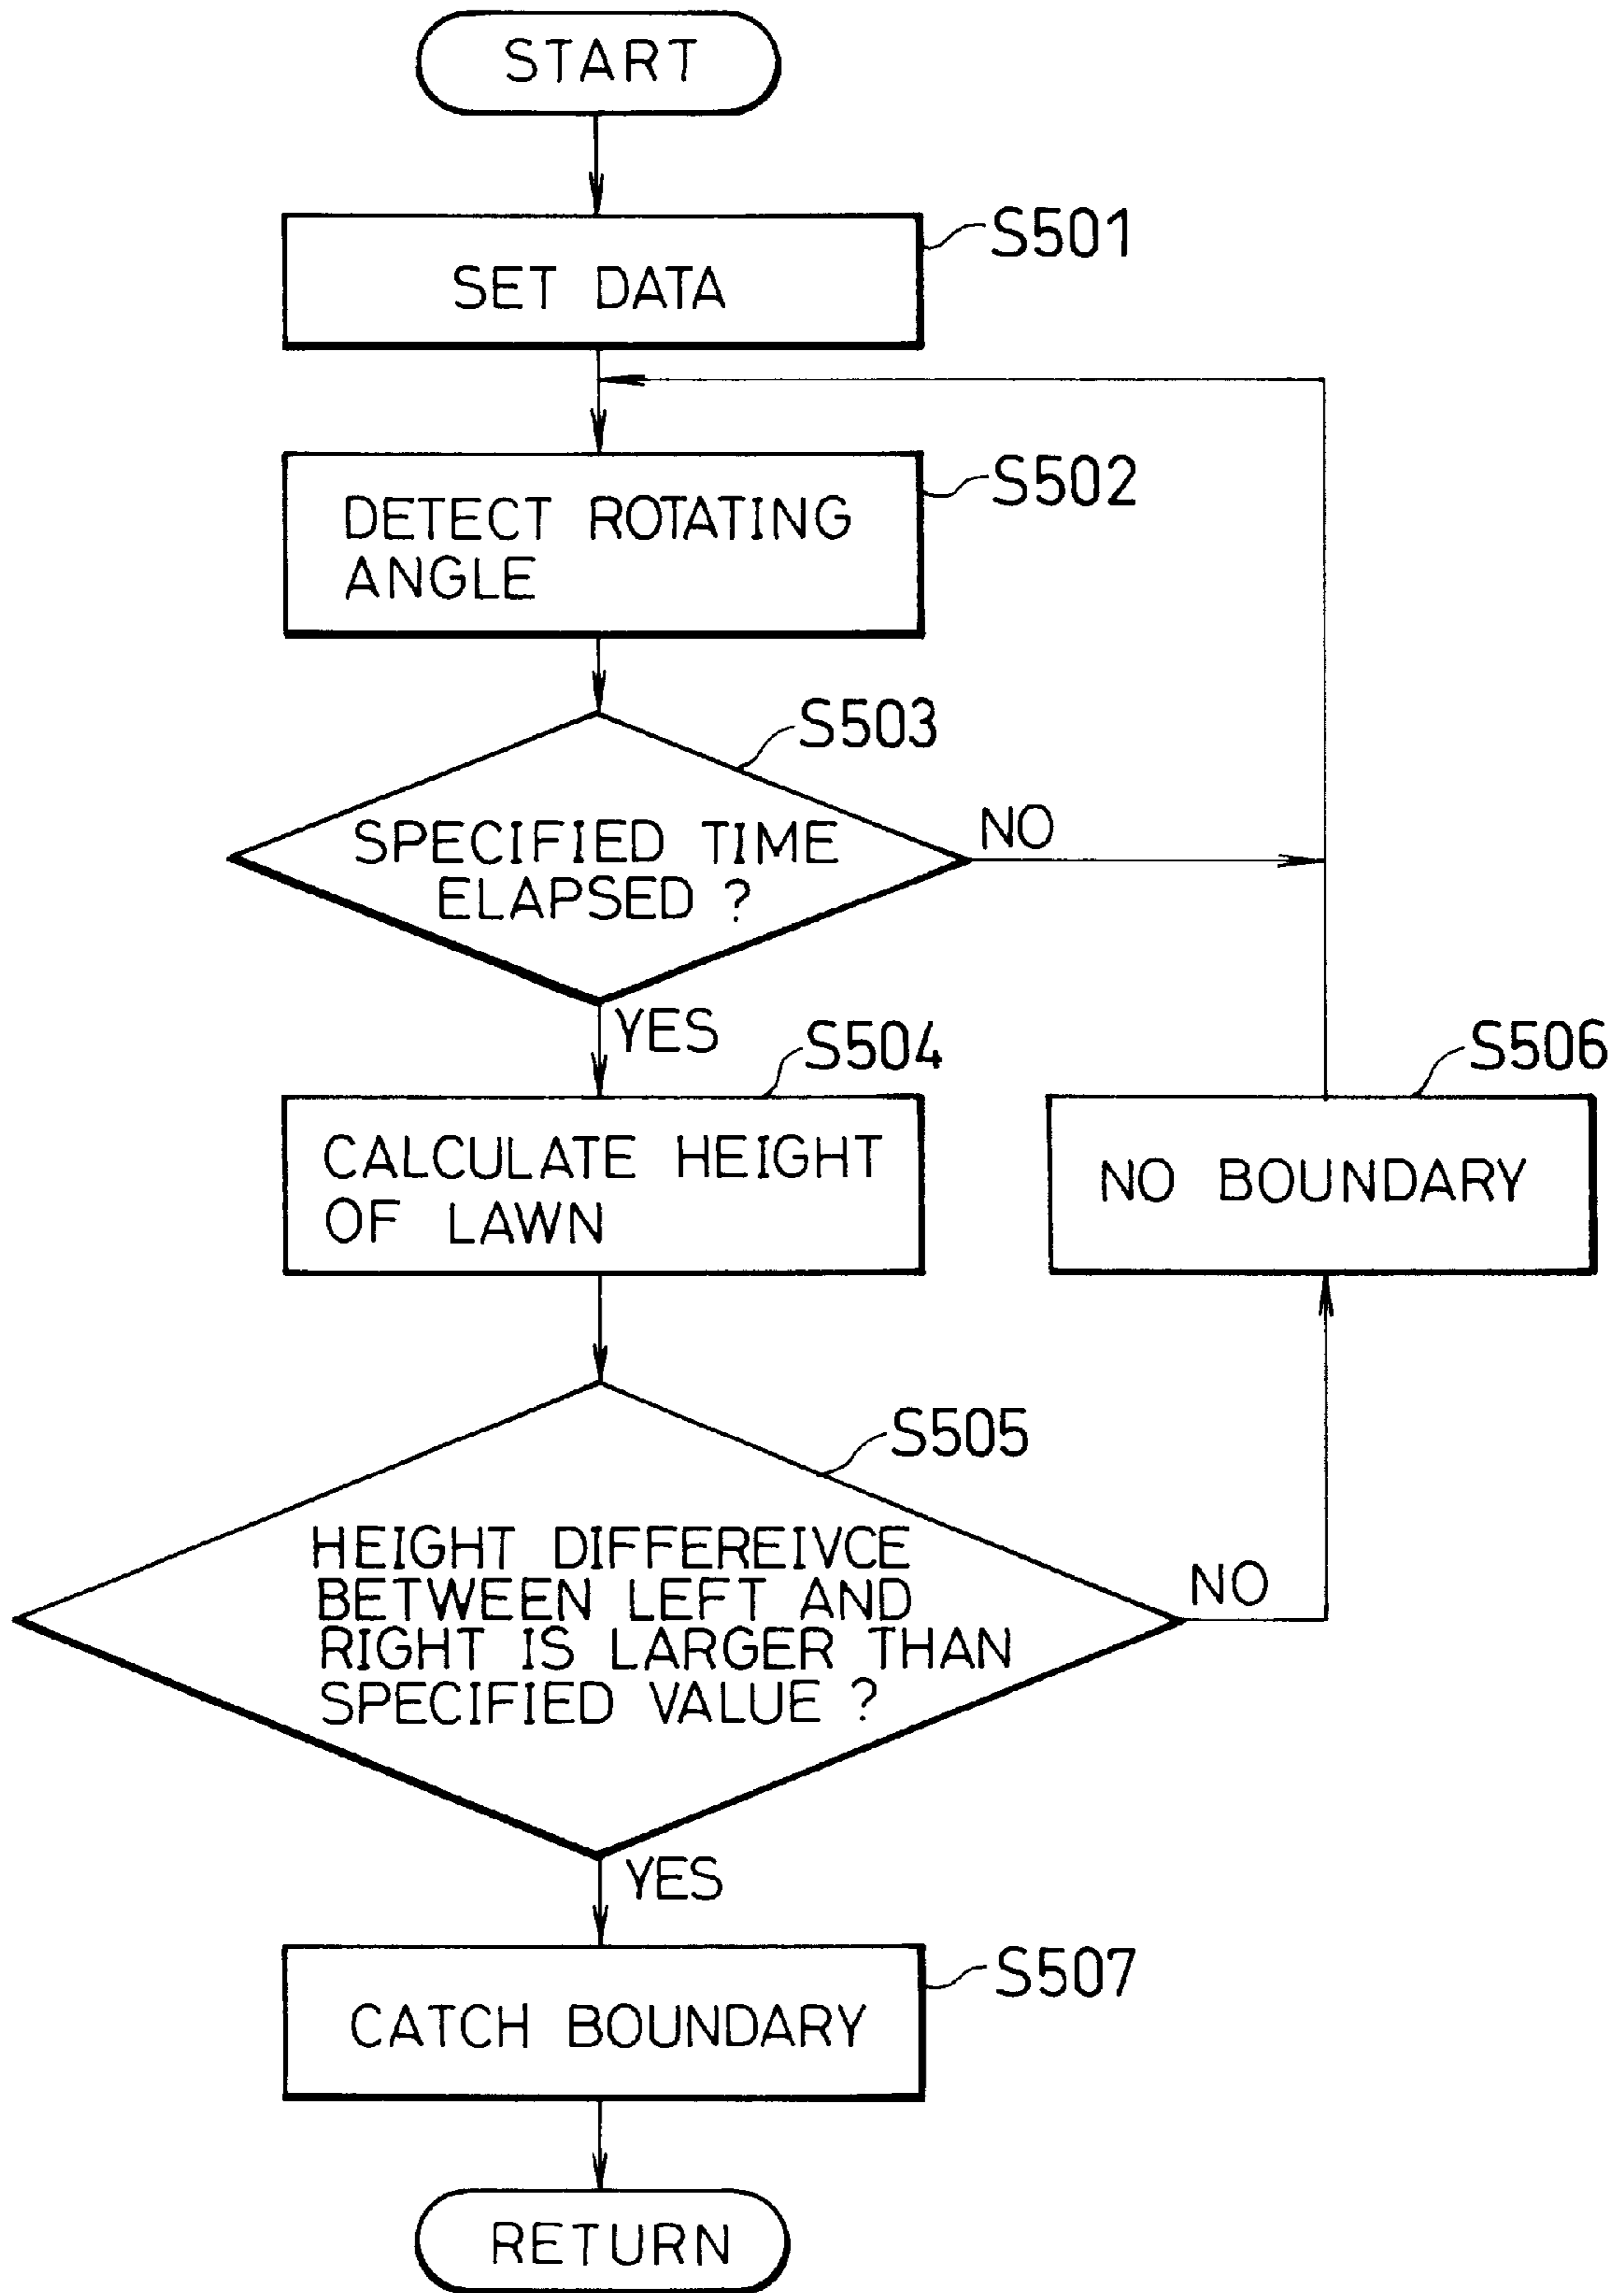 START
S501
SET DATA
S502
DETECT ROTATING
ANGLE
S503
SPECIFIED TIME
ELAPSED ?
NO
YES
S504
CALCULATE HEIGHT
OF LAWN
S506
NO BOUNDARY
S505
HEIGHT DIFFEREIVCE
BETWEEN LEFT AND
RIGHT IS LARGER THAN
SPECIFIED VALUE ?
NO
YES
S507
CATCH BOUNDARY
RETURN